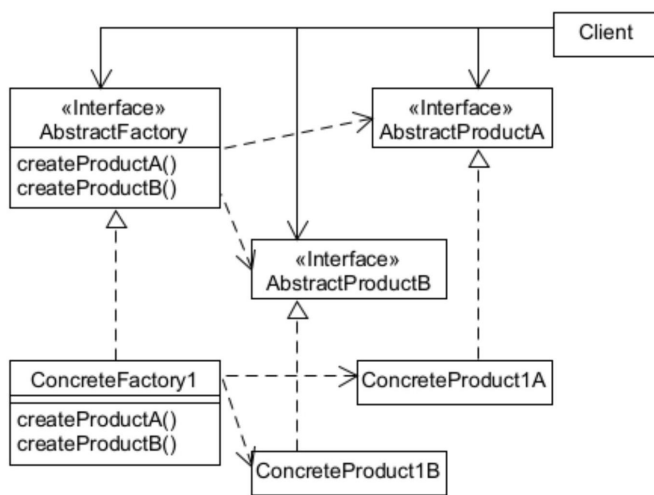 Client
«Interface»
AbstractFactory
createProductA()
createProductB()
«Interface»
AbstractProductA
«Interface»
AbstractProductB
ConcreteFactory1
createProductA()
createProductB()
ConcreteProduct1A
ConcreteProduct1B